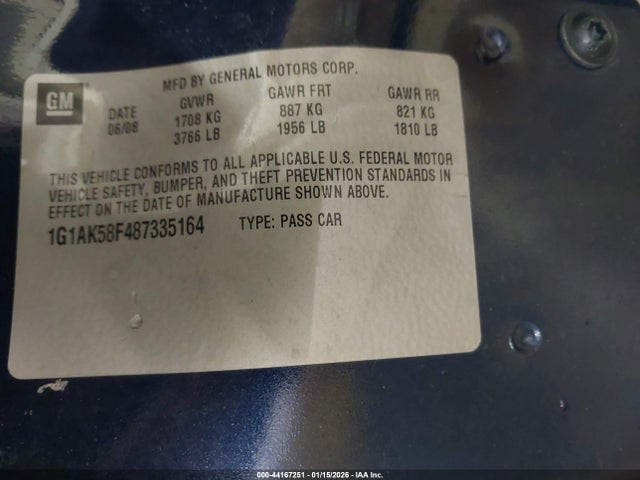 MFD BY GENERAL MOTORS CORP.
GM
DATE GVWR GAWR FRT GAWR RR
06/08 1708 KG 887 KG 821 KG
3766 LB 1956 LB 1810 LB
THIS VEHICLE CONFORMS TO ALL APPLICABLE U.S. FEDERAL MOTOR
VEHICLE SAFETY, BUMPER, AND THEFT PREVENTION STANDARDS IN
EFFECT ON THE DATE OF MANUFACTURE SHOWN ABOVE.
1G1AK58F487335164 TYPE: PASS CAR
000-44167251 - 01/15/2026 - IAA Inc.